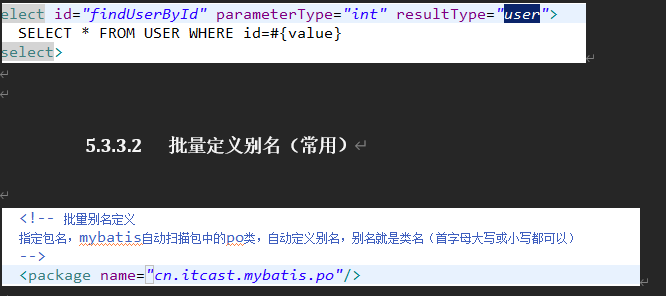 elect id="findUserById" parameterType="int" resultType="user">
SELECT * FROM USER WHERE id=#{value}
select>
5.3.3.2 批量定义别名（常用）
<!-- 批量别名定义
指定包名，mybatis自动扫描包中的po类，自动定义别名，别名就是类名（首字母大写或小写都可以）
-->
<package name="cn.itcast.mybatis.po"/>